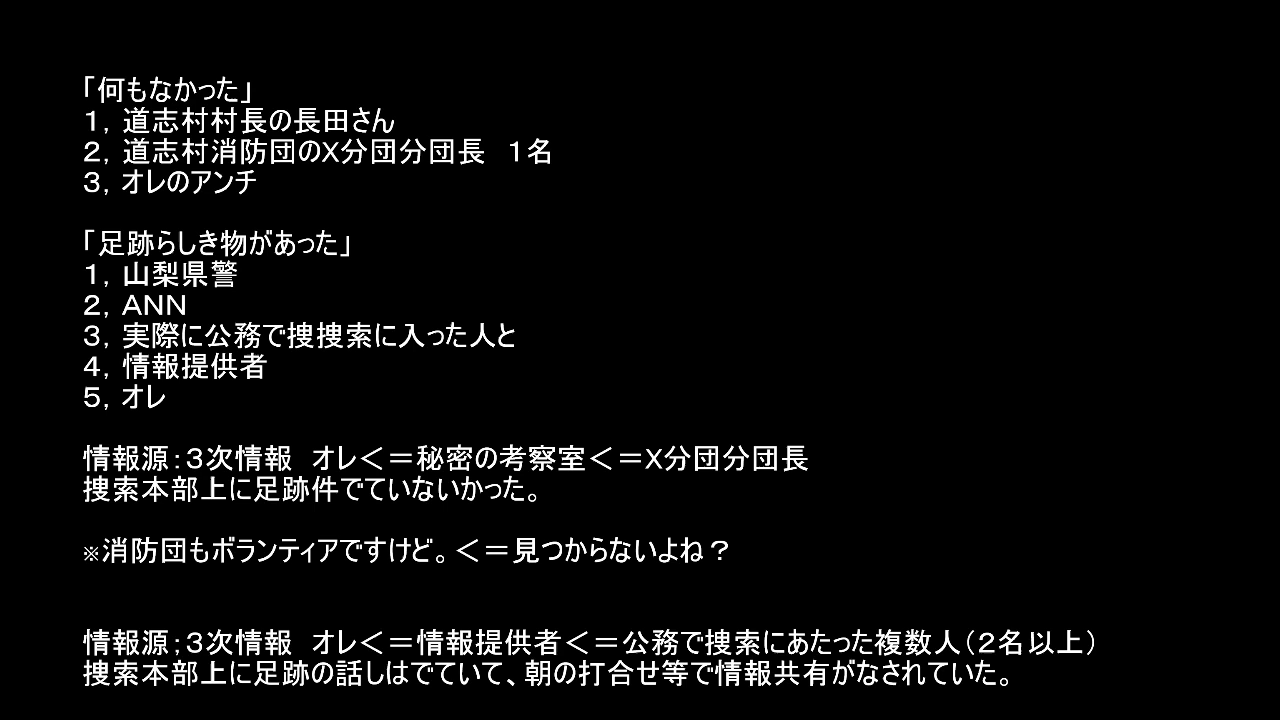 「何もなかった」
１，道志村村長の長田さん
２，道志村消防団のX分団分団長　１名
３，オレのアンチ
「足跡らしき物があった」
１，山梨県警
２，ANN
３，実際に公務で捜捜索に入った人と
４，情報提供者
５，オレ
情報源：３次情報　オレ＜＝秘密の考察室＜＝X分団分団長
捜索本部上に足跡件でていないかった。
※消防団もボランティアですけど。＜＝見つからないよね？
情報源；３次情報　オレ＜＝情報提供者＜＝公務で捜索にあたった複数人（２名以上）
捜索本部上に足跡の話しはでていて、朝の打合せ等で情報共有がなされていた。